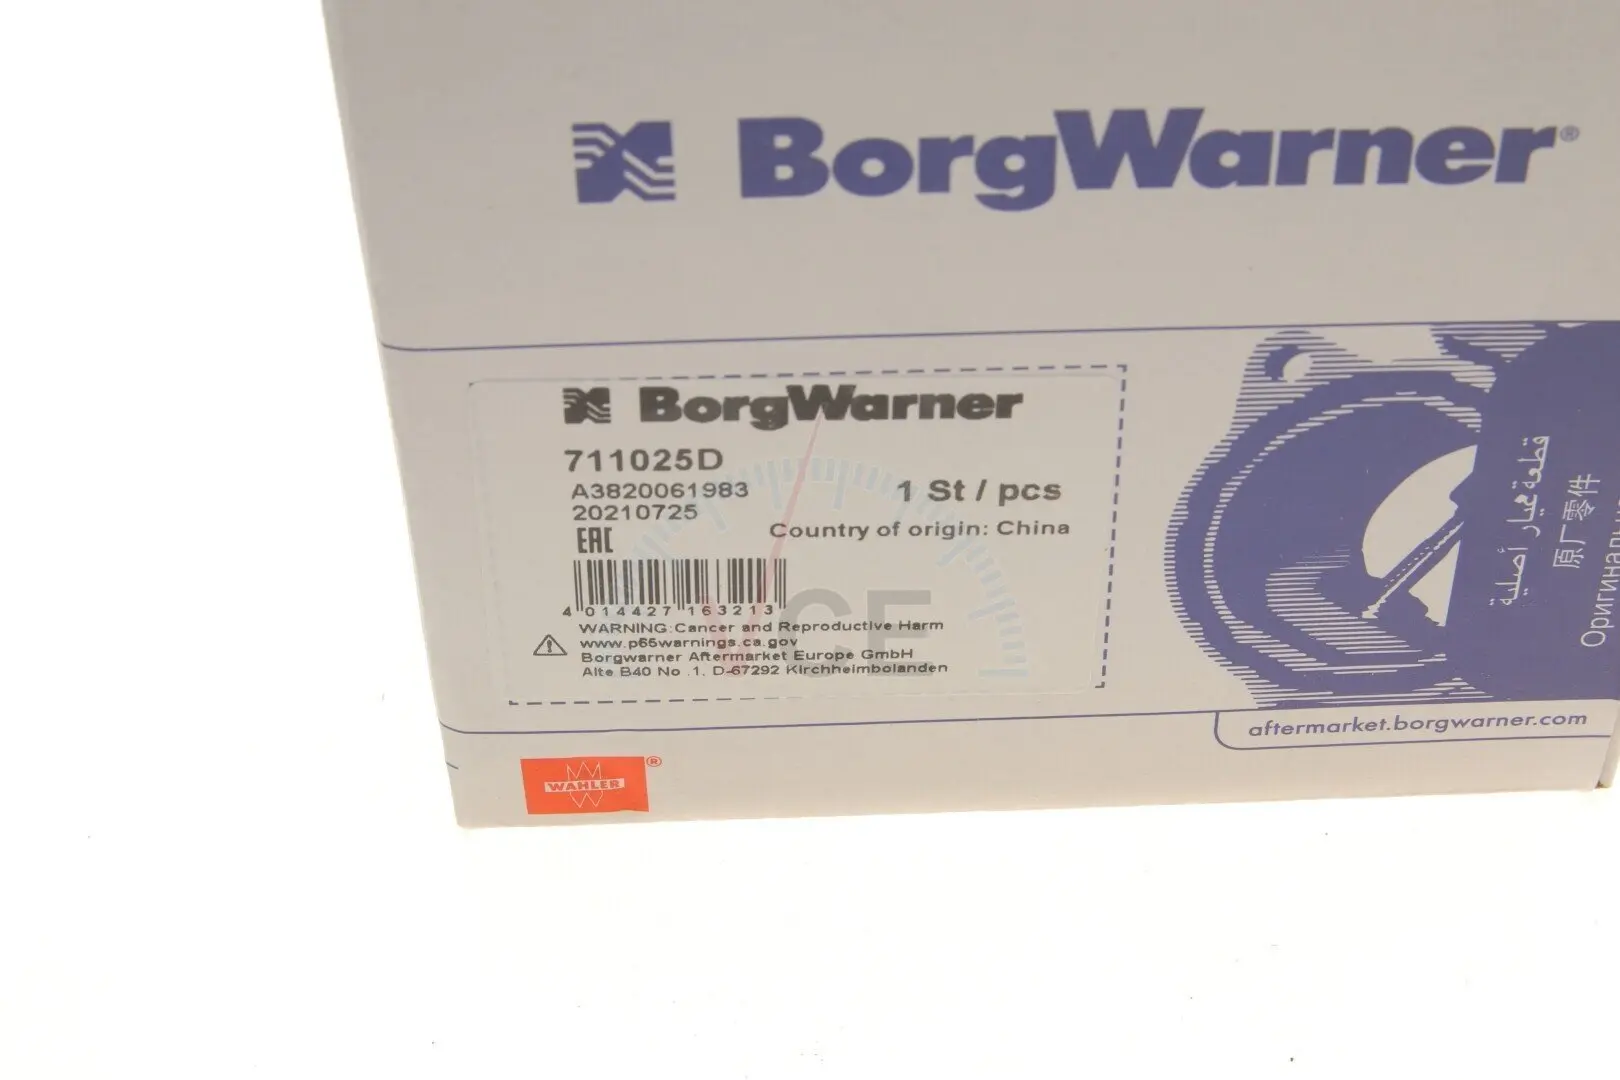 BorgWarner®
BorgWarner
711025D
A3820061983
1 St / pcs
20210725
Country of origin: China
EAC
4 014427 163213
WARNING:Cancer and Reproductive Harm
www.p65warnings.ca.gov
Borgwarner Aftermarket Europe GmbH
Alte B40 No .1, D-67292 Kirchheimbolanden
VCE
قطعة غيار أصلية
原厂零件
aftermarket.borgwarner.com
WAHLER®